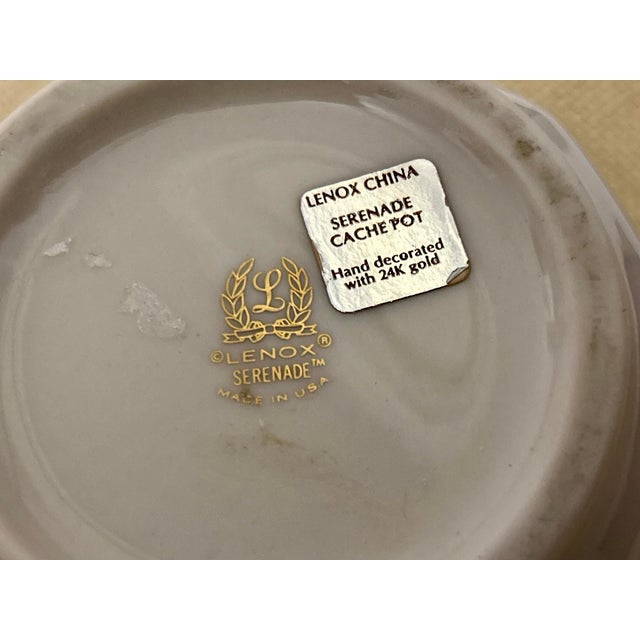 LENOX CHINA
SERENADE
CACHE POT
Hand decorated
with 24K gold
L
©LENOX®
SERENADE™
MADE IN USA